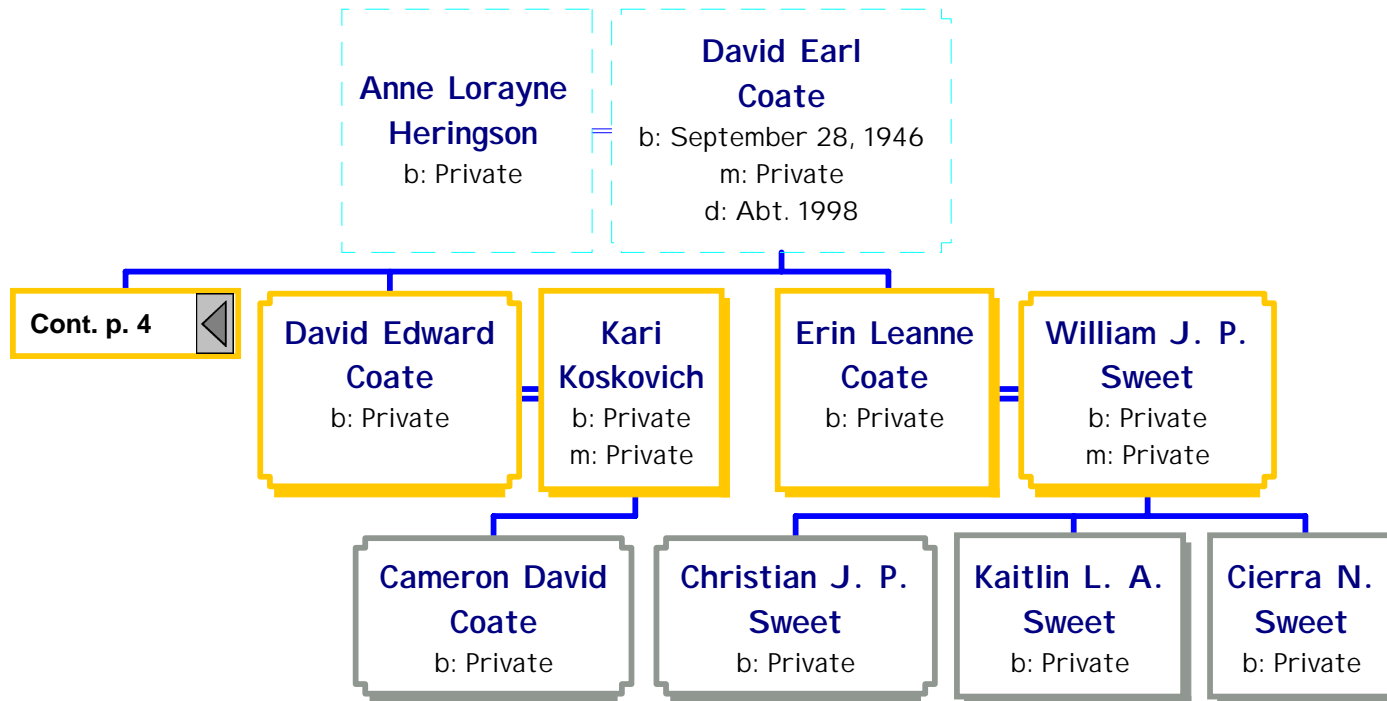 Anne Lorayne
Heringson
b: Private
David Earl
Coate
b: September 28, 1946
m: Private
d: Abt. 1998
Cont. p. 4
David Edward
Coate
b: Private
Kari
Koskovich
b: Private
m: Private
Erin Leanne
Coate
b: Private
William J. P.
Sweet
b: Private
m: Private
Cameron David
Coate
b: Private
Christian J. P.
Sweet
b: Private
Kaitlin L. A.
Sweet
b: Private
Cierra N.
Sweet
b: Private